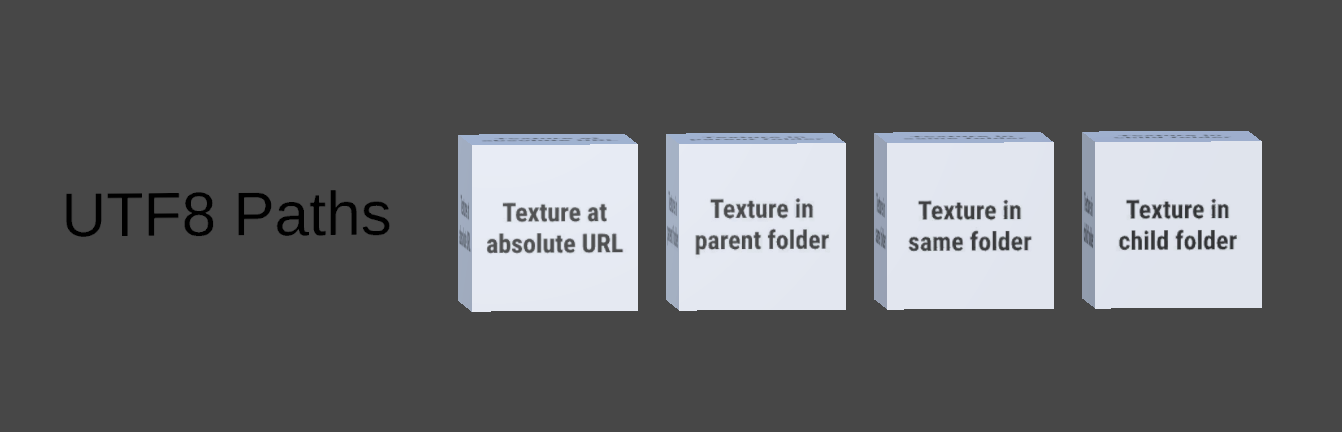 UTF8 Paths
Texture at
absolute URL
Texture in
parent folder
Texture in
same folder
Texture in
child folder